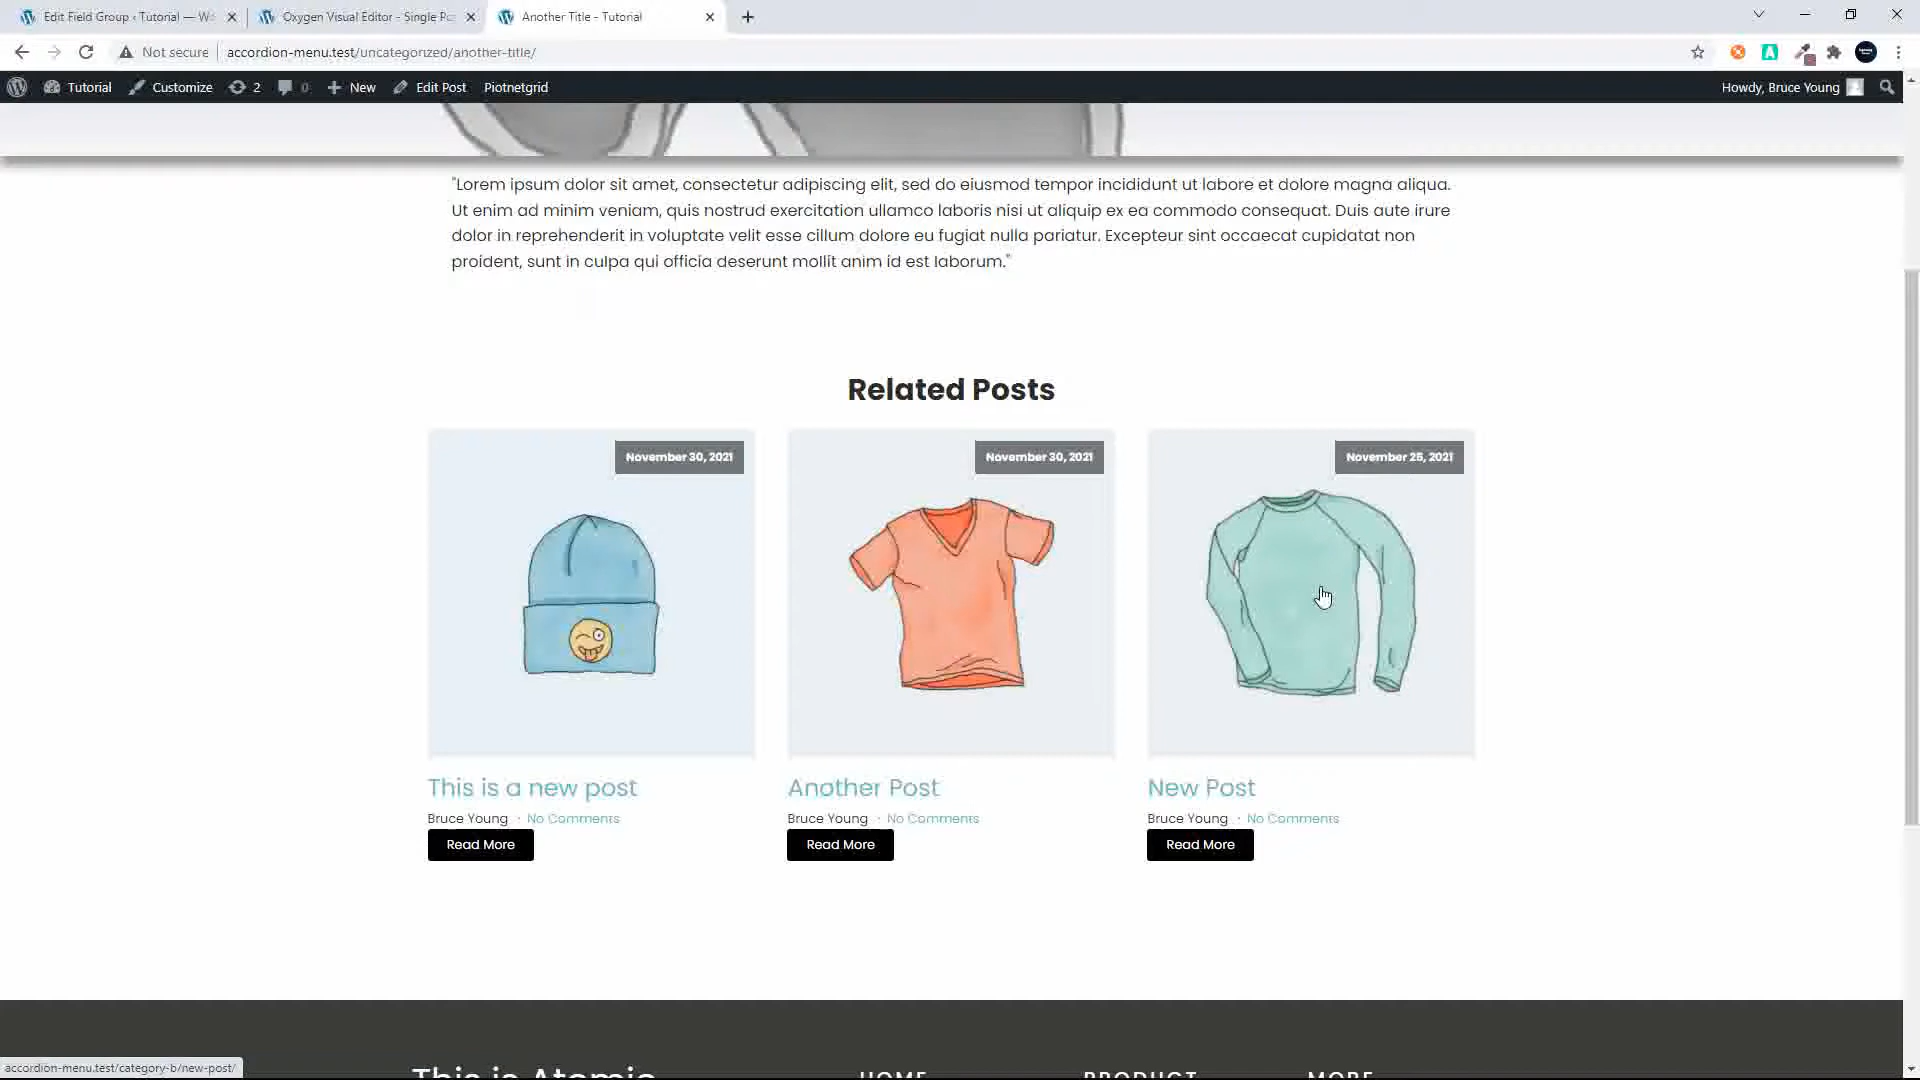 Edit Field Group ‹ Tutorial — W
Oxygen Visual Editor - Single Po
Another Title - Tutorial
Not secure
accordion-menu.test/uncategorized/another-title/
Tutorial
Customize
2
0
New
Edit Post
Piotnetgrid
Howdy, Bruce Young
"Lorem ipsum dolor sit amet, consectetur adipiscing elit, sed do eiusmod tempor incididunt ut labore et dolore magna aliqua.
Ut enim ad minim veniam, quis nostrud exercitation ullamco laboris nisi ut aliquip ex ea commodo consequat. Duis aute irure
dolor in reprehenderit in voluptate velit esse cillum dolore eu fugiat nulla pariatur. Excepteur sint occaecat cupidatat non
proident, sunt in culpa qui officia deserunt mollit anim id est laborum."
Related Posts
November 30, 2021
November 30, 2021
November 25, 2021
This is a new post
Another Post
New Post
Bruce Young · No Comments
Bruce Young · No Comments
Bruce Young · No Comments
Read More
Read More
Read More
This is Atomic
HOME
PRODUCT
MORE
accordion-menu.test/category-b/new-post/